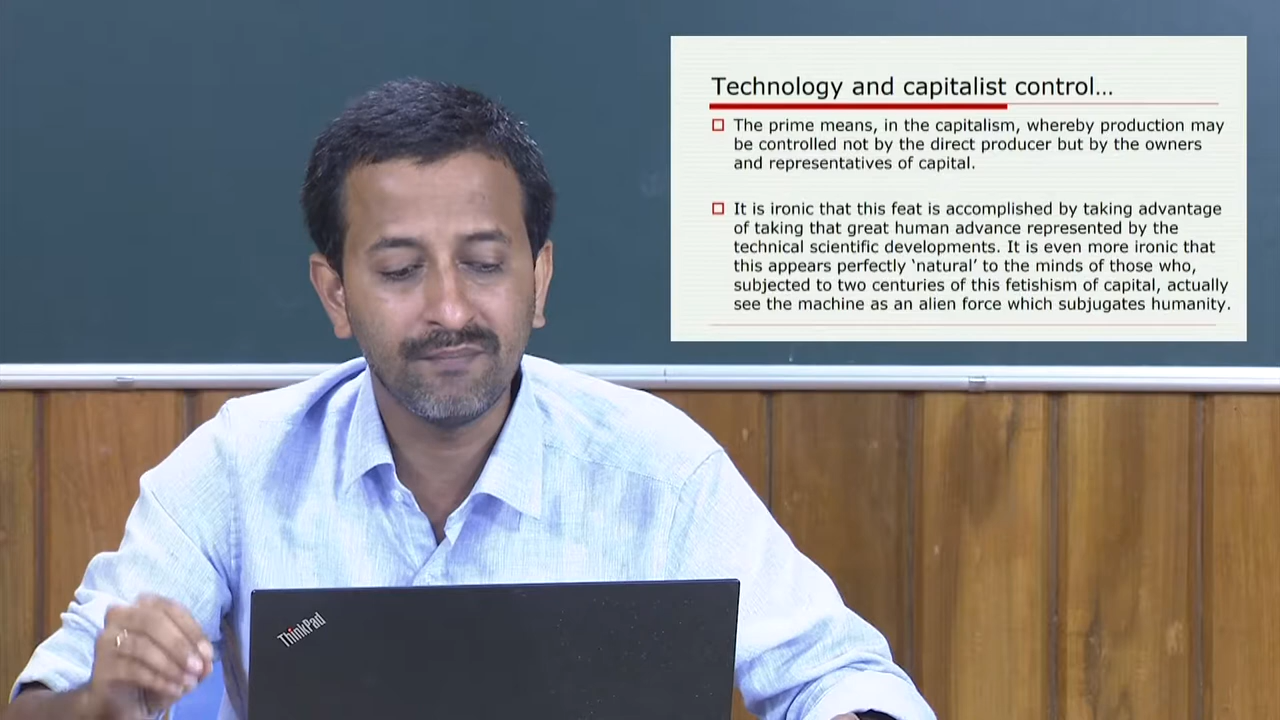 Technology and capitalist control…
The prime means, in the capitalism, whereby production may
be controlled not by the direct producer but by the owners
and representatives of capital.
It is ironic that this feat is accomplished by taking advantage
of taking that great human advance represented by the
technical scientific developments. It is even more ironic that
this appears perfectly ‘natural’ to the minds of those who,
subjected to two centuries of this fetishism of capital, actually
see the machine as an alien force which subjugates humanity.
ThinkPad